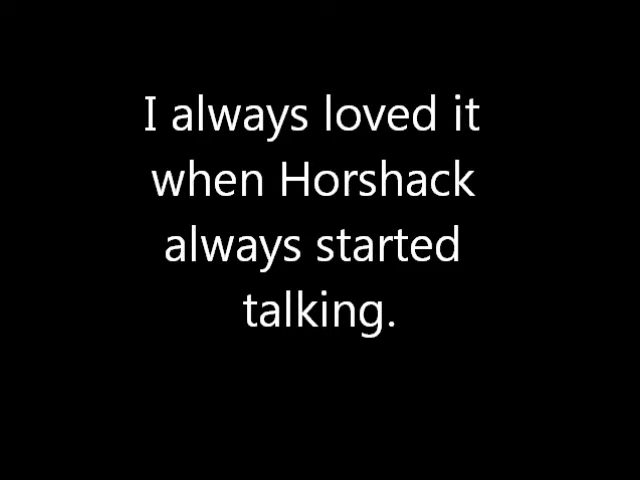 I always loved it
when Horshack
always started
talking.